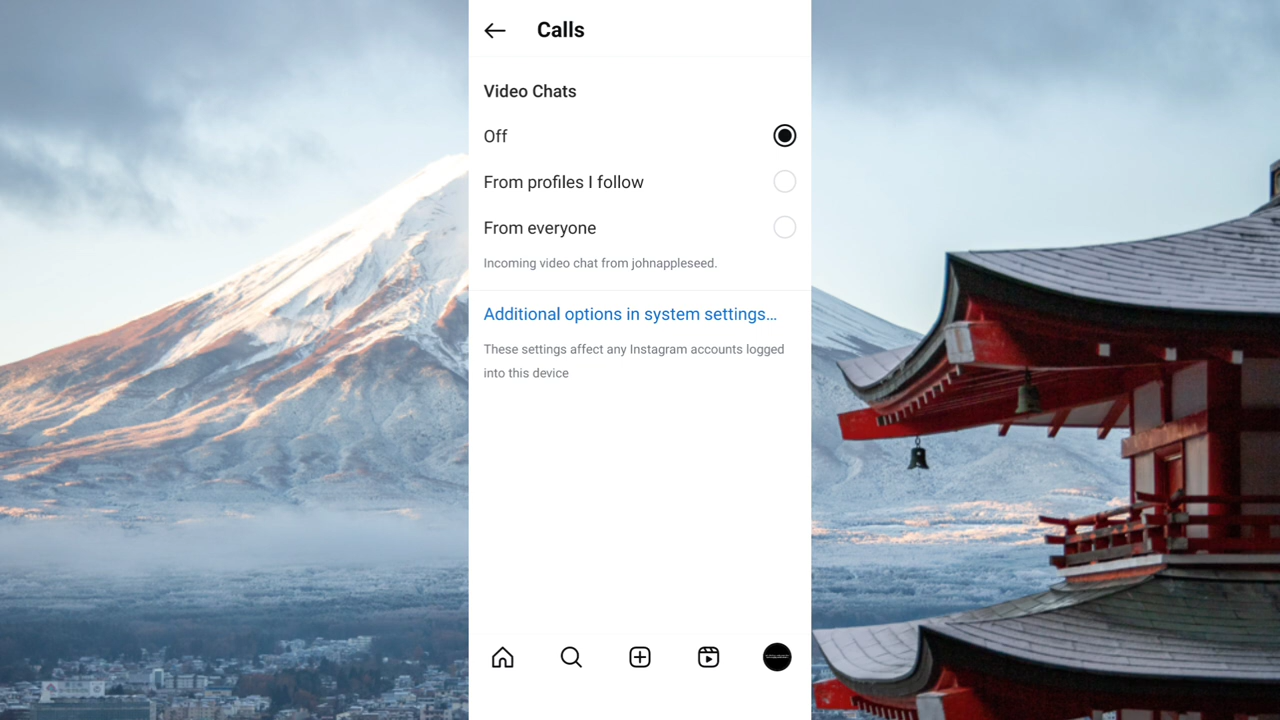 Calls
Video Chats
Off
From profiles I follow
From everyone
Incoming video chat from johnappleseed.
Additional options in system settings...
These settings affect any Instagram accounts logged
into this device